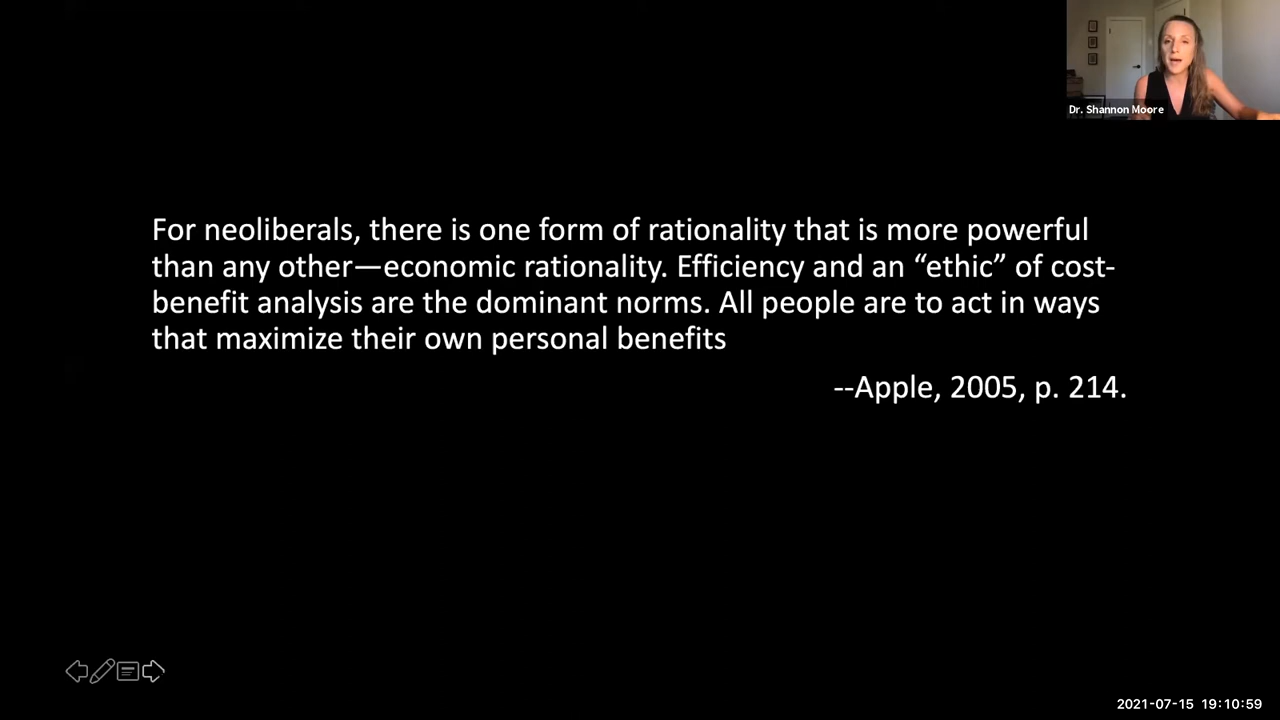 Dr. Shannon Moore
For neoliberals, there is one form of rationality that is more powerful
than any other—economic rationality. Efficiency and an “ethic” of cost-
benefit analysis are the dominant norms. All people are to act in ways
that maximize their own personal benefits
--Apple, 2005, p. 214.
2021-07-15 19:10:59